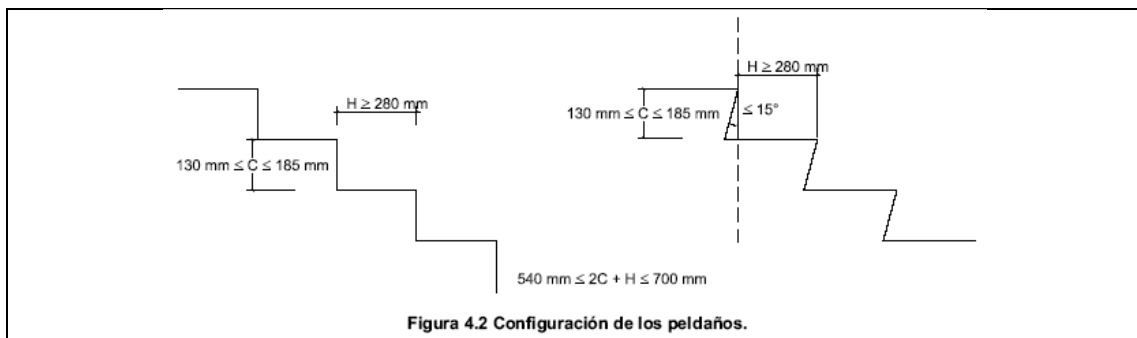 H ≥ 280 mm
130 mm ≤ C ≤ 185 mm
H ≥ 280 mm
130 mm ≤ C ≤ 185 mm
≤ 15°
540 mm ≤ 2C + H ≤ 700 mm
Figura 4.2 Configuración de los peldaños.